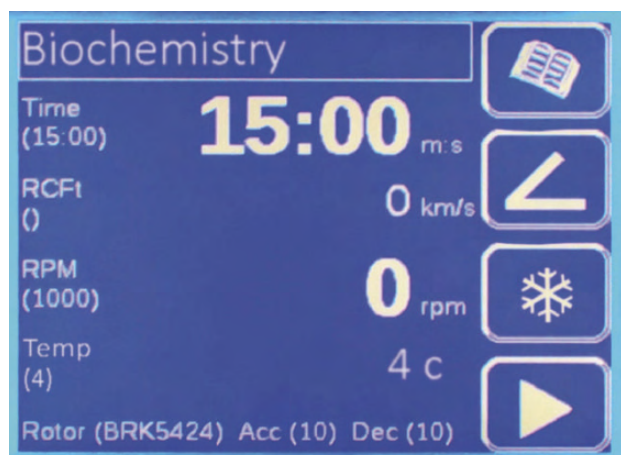 Biochemistry
Time
(15:00)
15:00 m:s
RCFt
()
0 km/s
RPM
(1000)
0 rpm
Temp
(4)
4 c
Rotor (BRK5424) Acc (10) Dec (10)